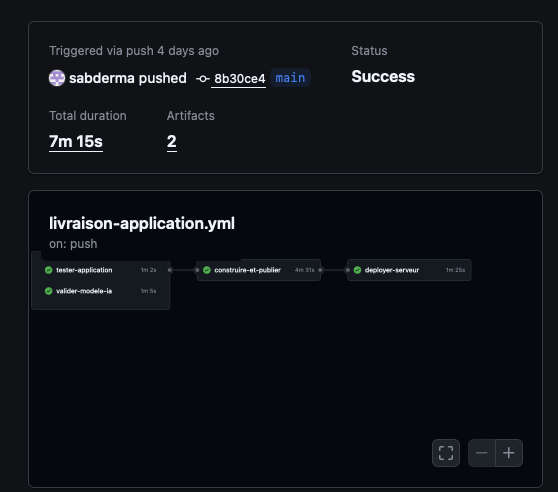 Triggered via push 4 days ago
Status
sabderma pushed 8b30ce4 main
Success
Total duration
Artifacts
7m 15s
2
livraison-application.yml
on: push
tester-application 1m 2s
construire-et-publier 4m 31s
deployer-serveur 1m 25s
valider-modele-ia 1m 5s